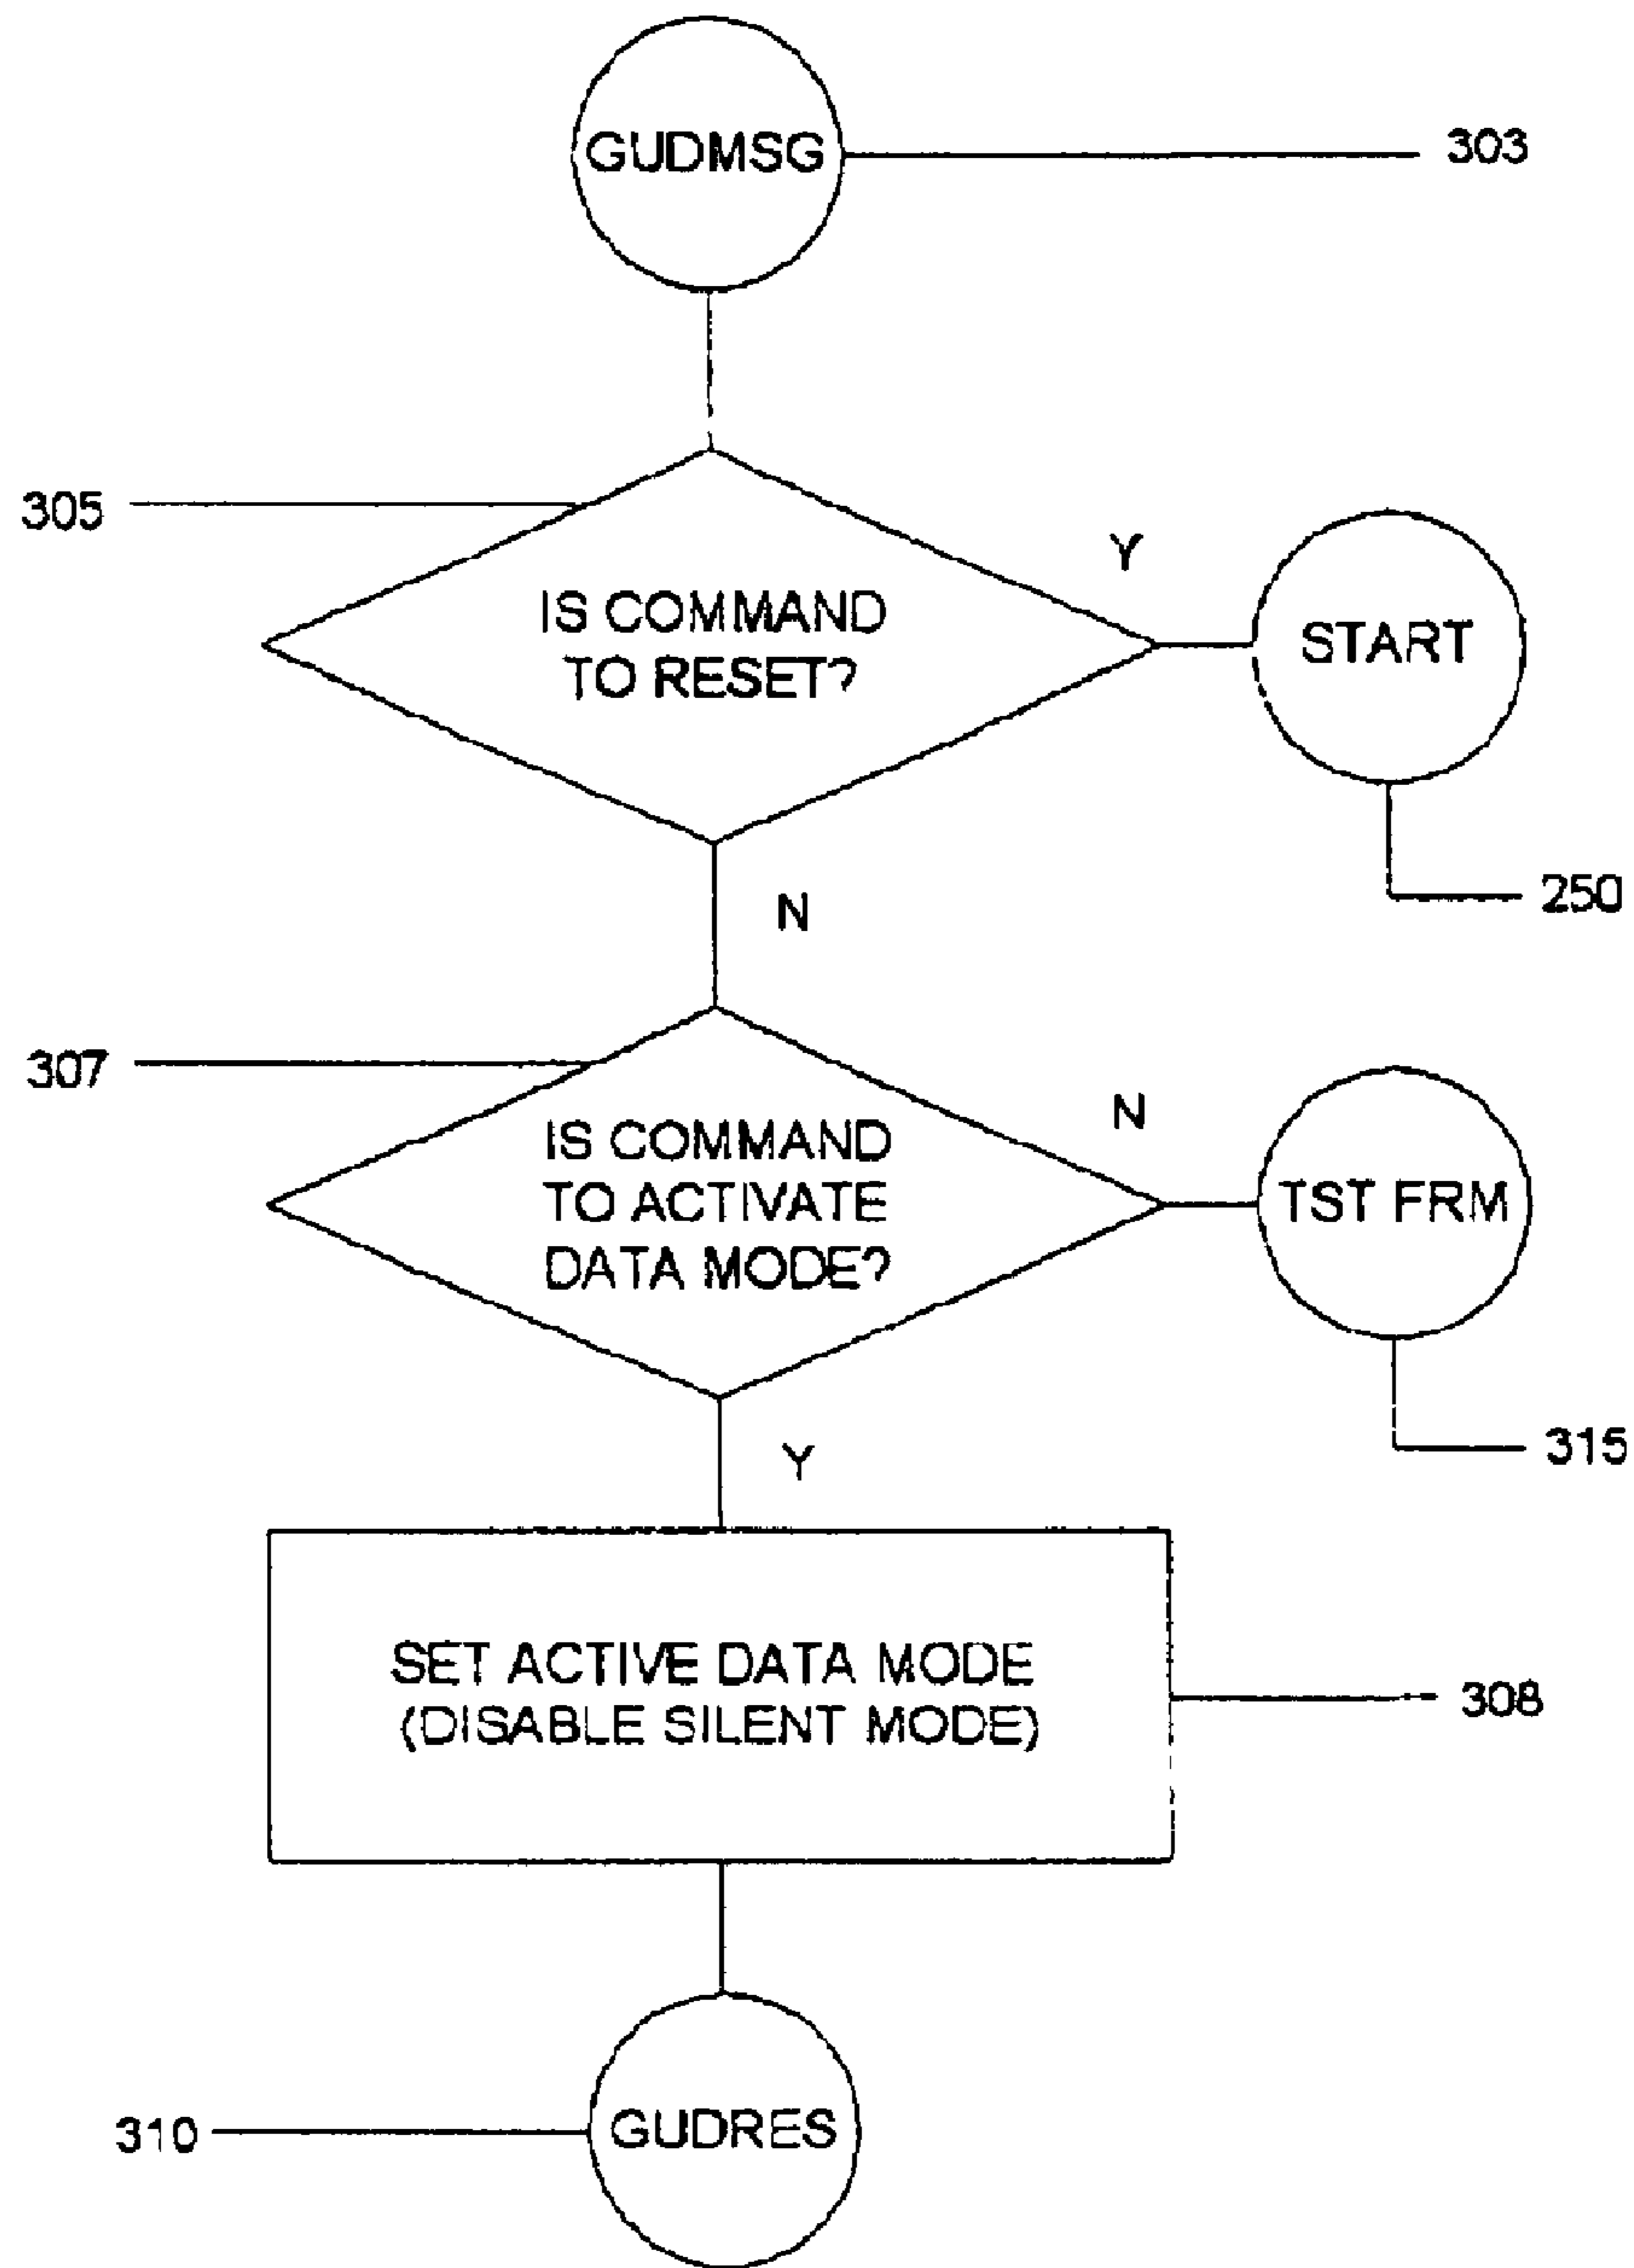 GUDMSG
303
305
IS COMMAND
TO RESET?
Y
START
250
N
307
IS COMMAND
TO ACTIVATE
DATA MODE?
N
TST FRM
315
Y
SET ACTIVE DATA MODE
(DISABLE SILENT MODE)
308
310
GUDRES